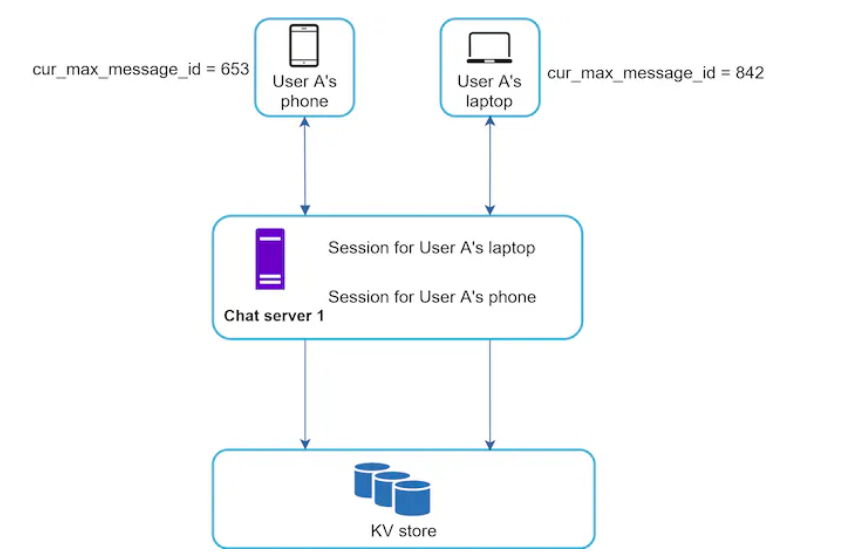 cur_max_message_id = 653
User A's
phone
User A's
laptop
cur_max_message_id = 842
Session for User A's laptop
Session for User A's phone
Chat server 1
KV store